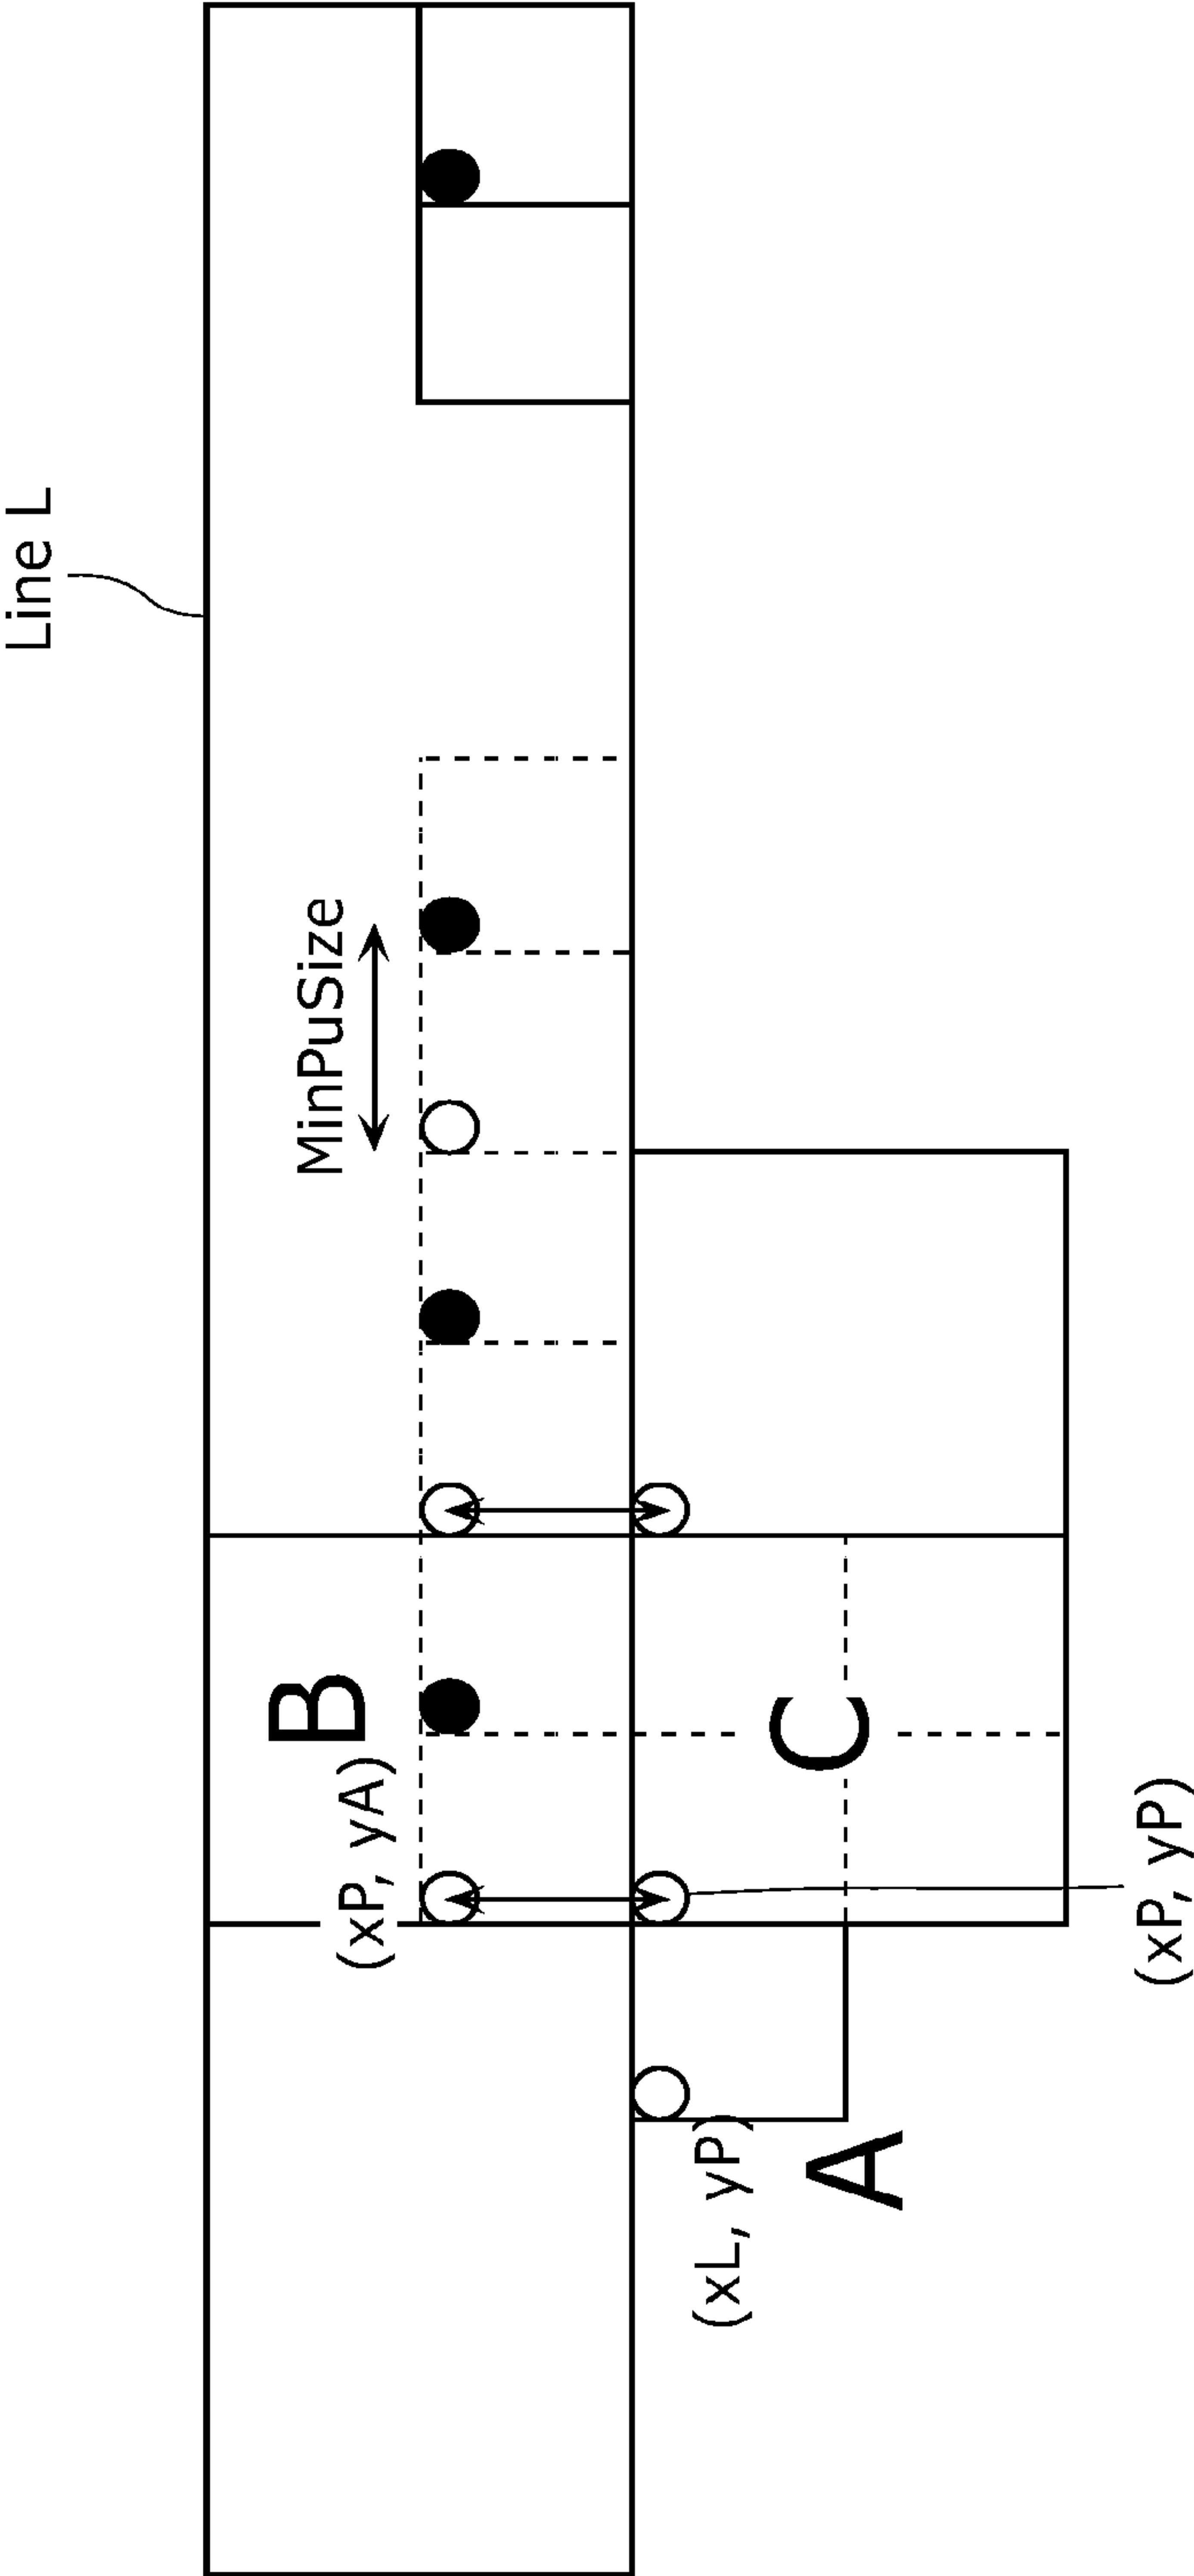 Line L
MinPuSize
B
(xP, yA)
C
(xP, yP)
(xL, yP)
A